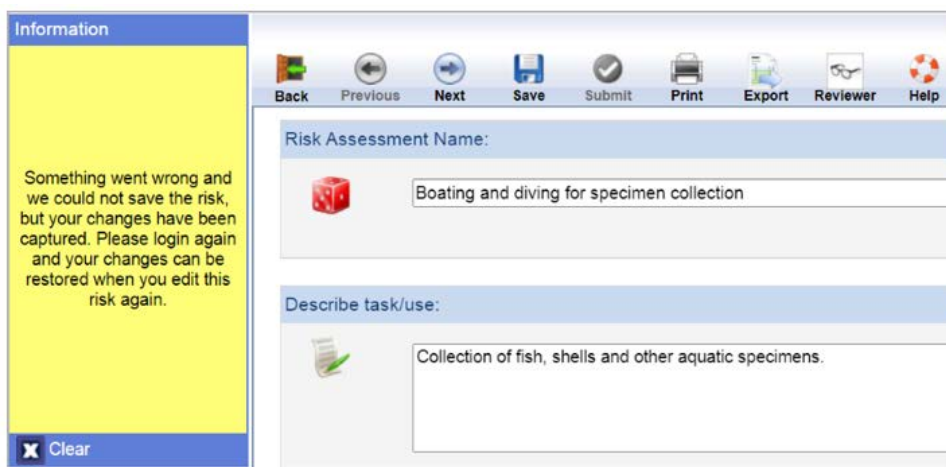 Information
Something went wrong and
we could not save the risk,
but your changes have been
captured. Please login again
and your changes can be
restored when you edit this
risk again.
Clear
Back Previous Next Save Submit Print Export Reviewer Help
Risk Assessment Name:
Boating and diving for specimen collection
Describe task/use:
Collection of fish, shells and other aquatic specimens.